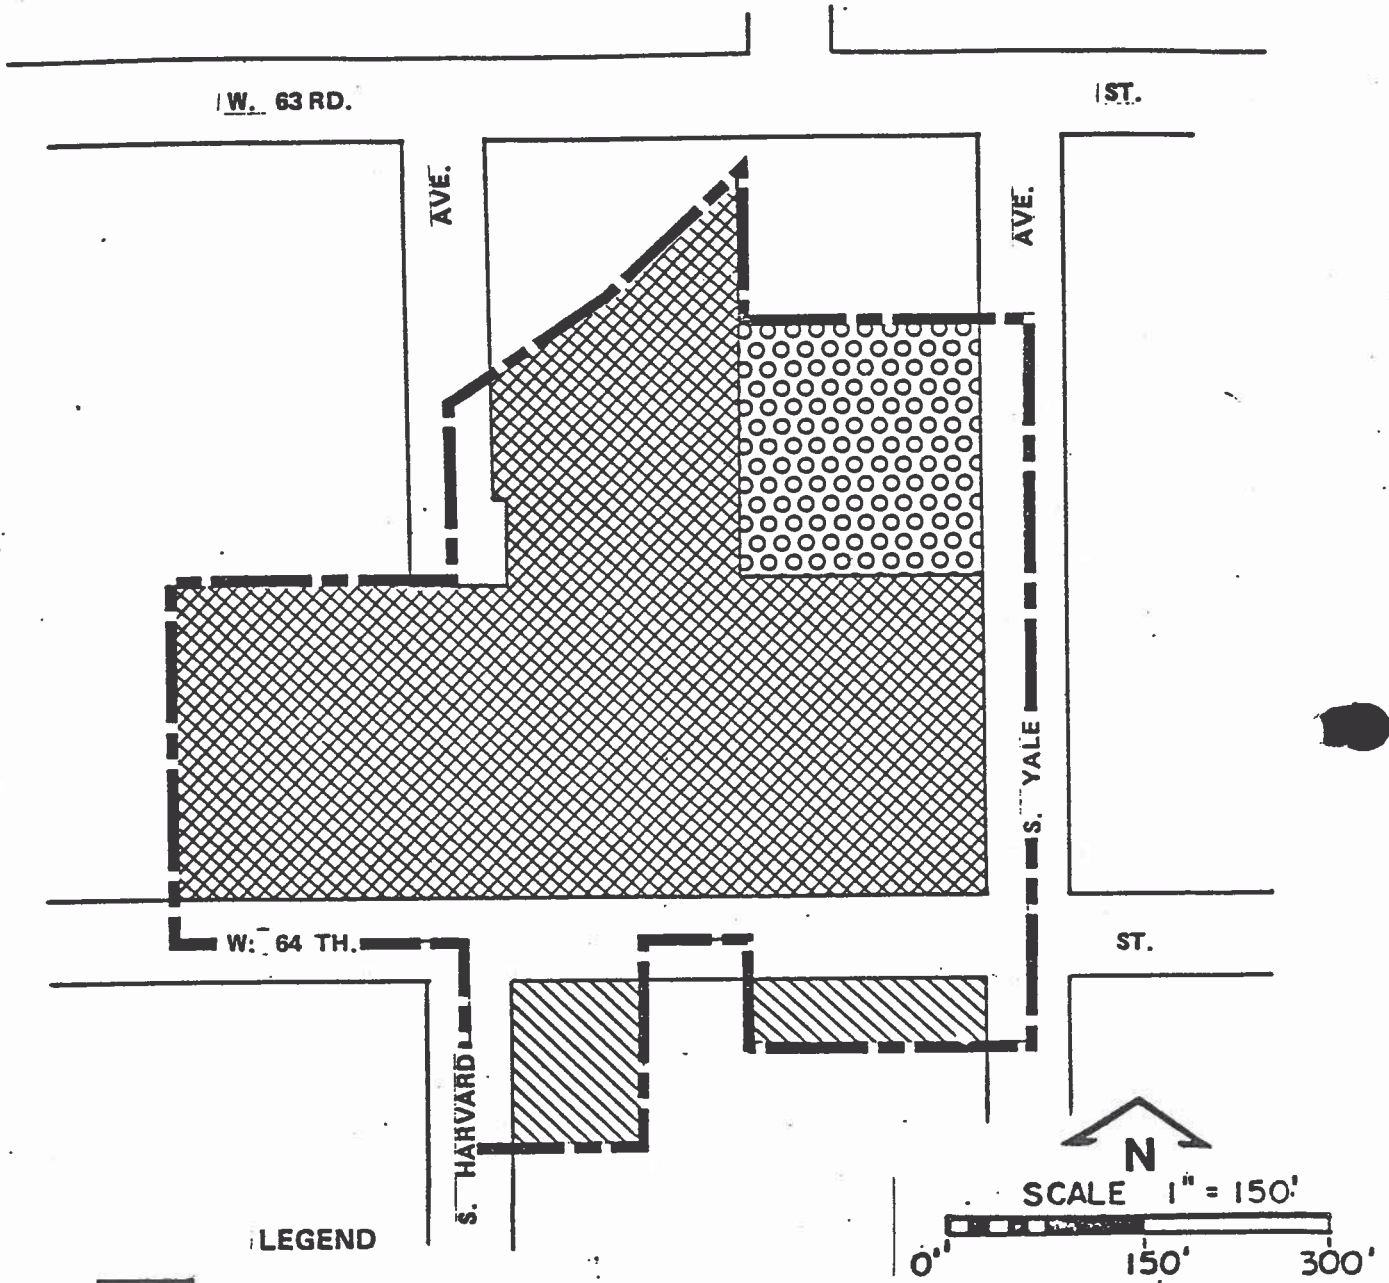 W. 63 RD. ST.
AVE.
AVE.
S. YALE
W. 64 TH. ST.
S. HARVARD
N
SCALE 1" = 150'
0' 150' 300'
LEGEND